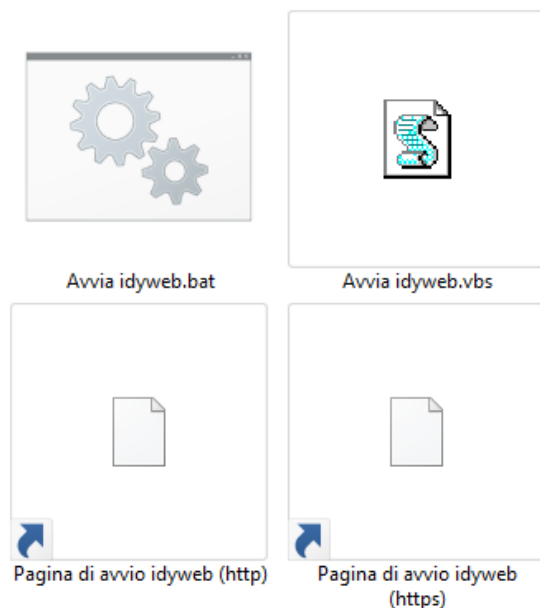 Avvia idyweb.bat
Avvia idyweb.vbs
Pagina di avvio idyweb (http)
Pagina di avvio idyweb
(https)